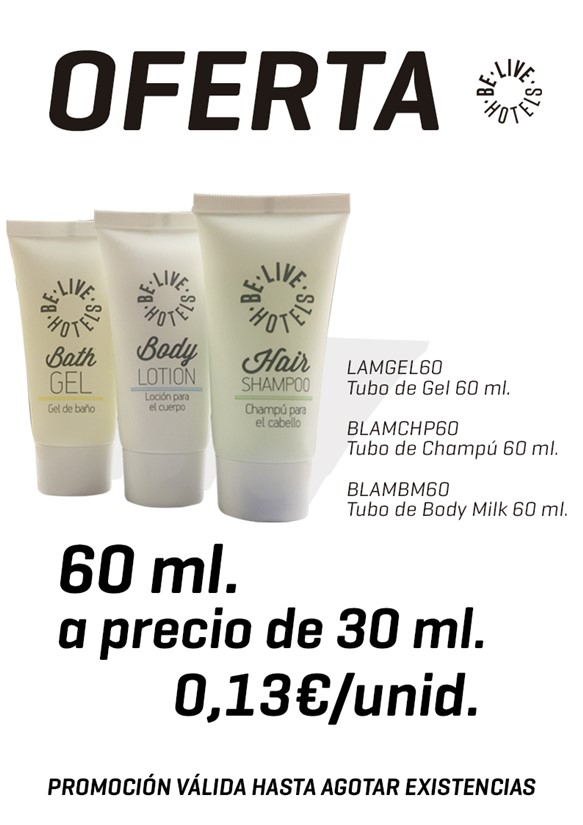 OFERTA
BE·LIVE·HOTELS·
BE·LIVE·HOTELS·
Bath
GEL
Gel de baño
BE·LIVE·HOTELS·
Body
LOTION
Loción para
el cuerpo
BE·LIVE·HOTELS·
Hair
SHAMPOO
Champú para
el cabello
LAMGEL60
Tubo de Gel 60 ml.
BLAMCHP60
Tubo de Champú 60 ml.
BLAMBM60
Tubo de Body Milk 60 ml.
60 ml.
a precio de 30 ml.
0,13€/unid.
PROMOCIÓN VÁLIDA HASTA AGOTAR EXISTENCIAS